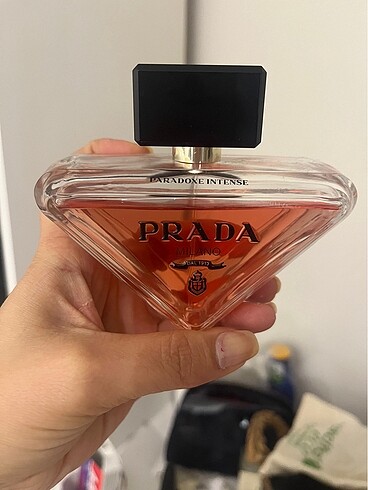 PARADOXE INTENSE
PRADA
MILANO
DAL 1913